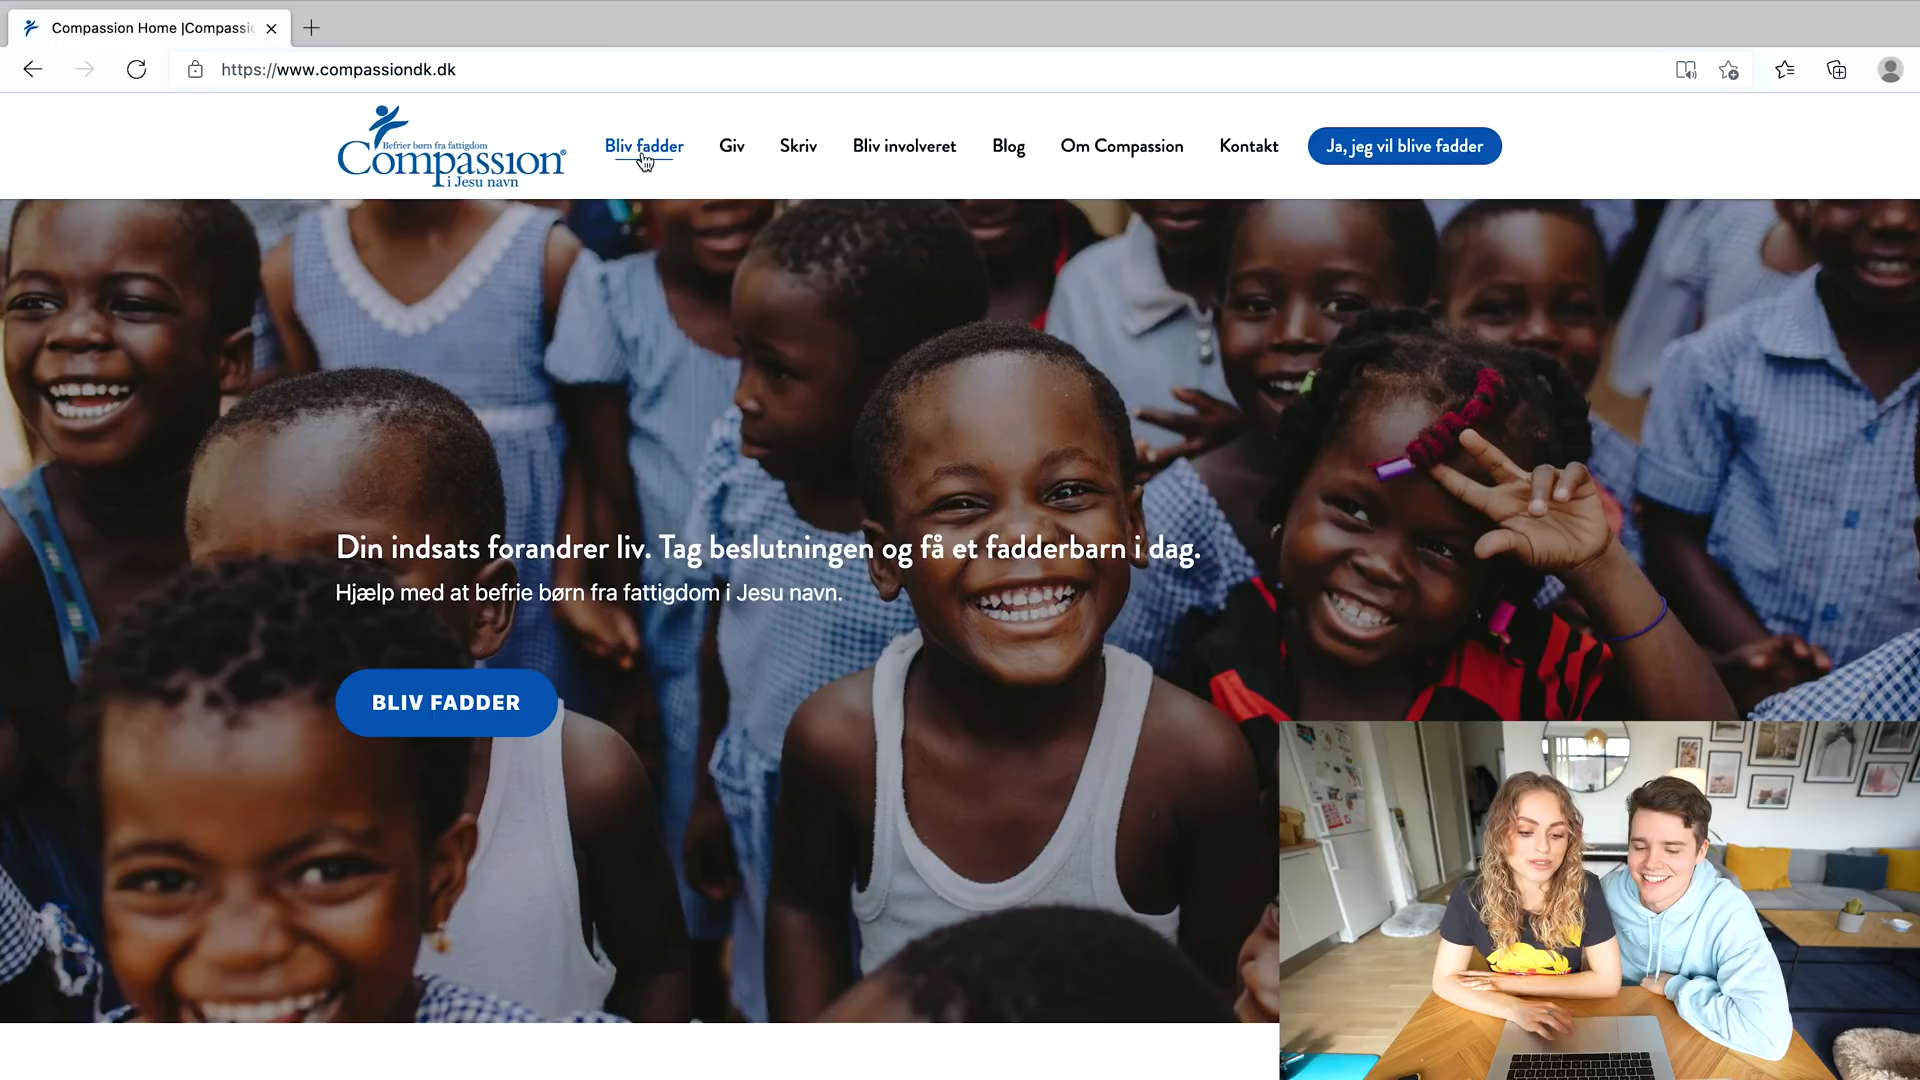 Compassion Home |Compassic
https://www.compassiondk.dk
Befrier børn fra fattigdom
Compassion®
i Jesu navn
Bliv fadder
Giv
Skriv
Bliv involveret
Blog
Om Compassion
Kontakt
Ja, jeg vil blive fadder
Din indsats forandrer liv. Tag beslutningen og få et fadderbarn i dag.
Hjælp med at befrie børn fra fattigdom i Jesu navn.
BLIV FADDER